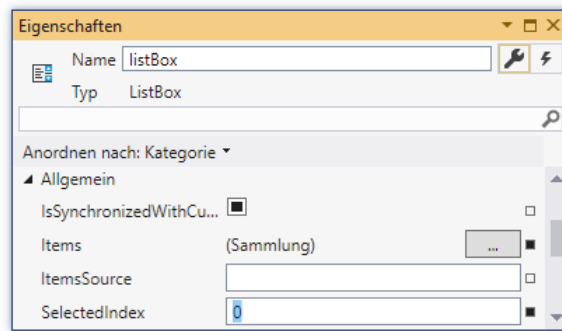 Eigenschaften
Name listBox
Typ ListBox
Anordnen nach: Kategorie
Allgemein
IsSynchronizedWithCu...
Items (Sammlung) ...
ItemsSource
SelectedIndex 0